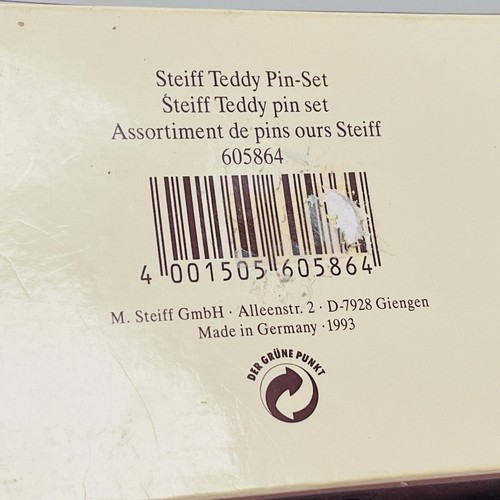 Steiff Teddy Pin-Set
Steiff Teddy pin set
Assortiment de pins ours Steiff
605864
4 001505 605864
M. Steiff GmbH · Alleenstr. 2 · D-7928 Giengen
Made in Germany · 1993
DER GRÜNE PUNKT